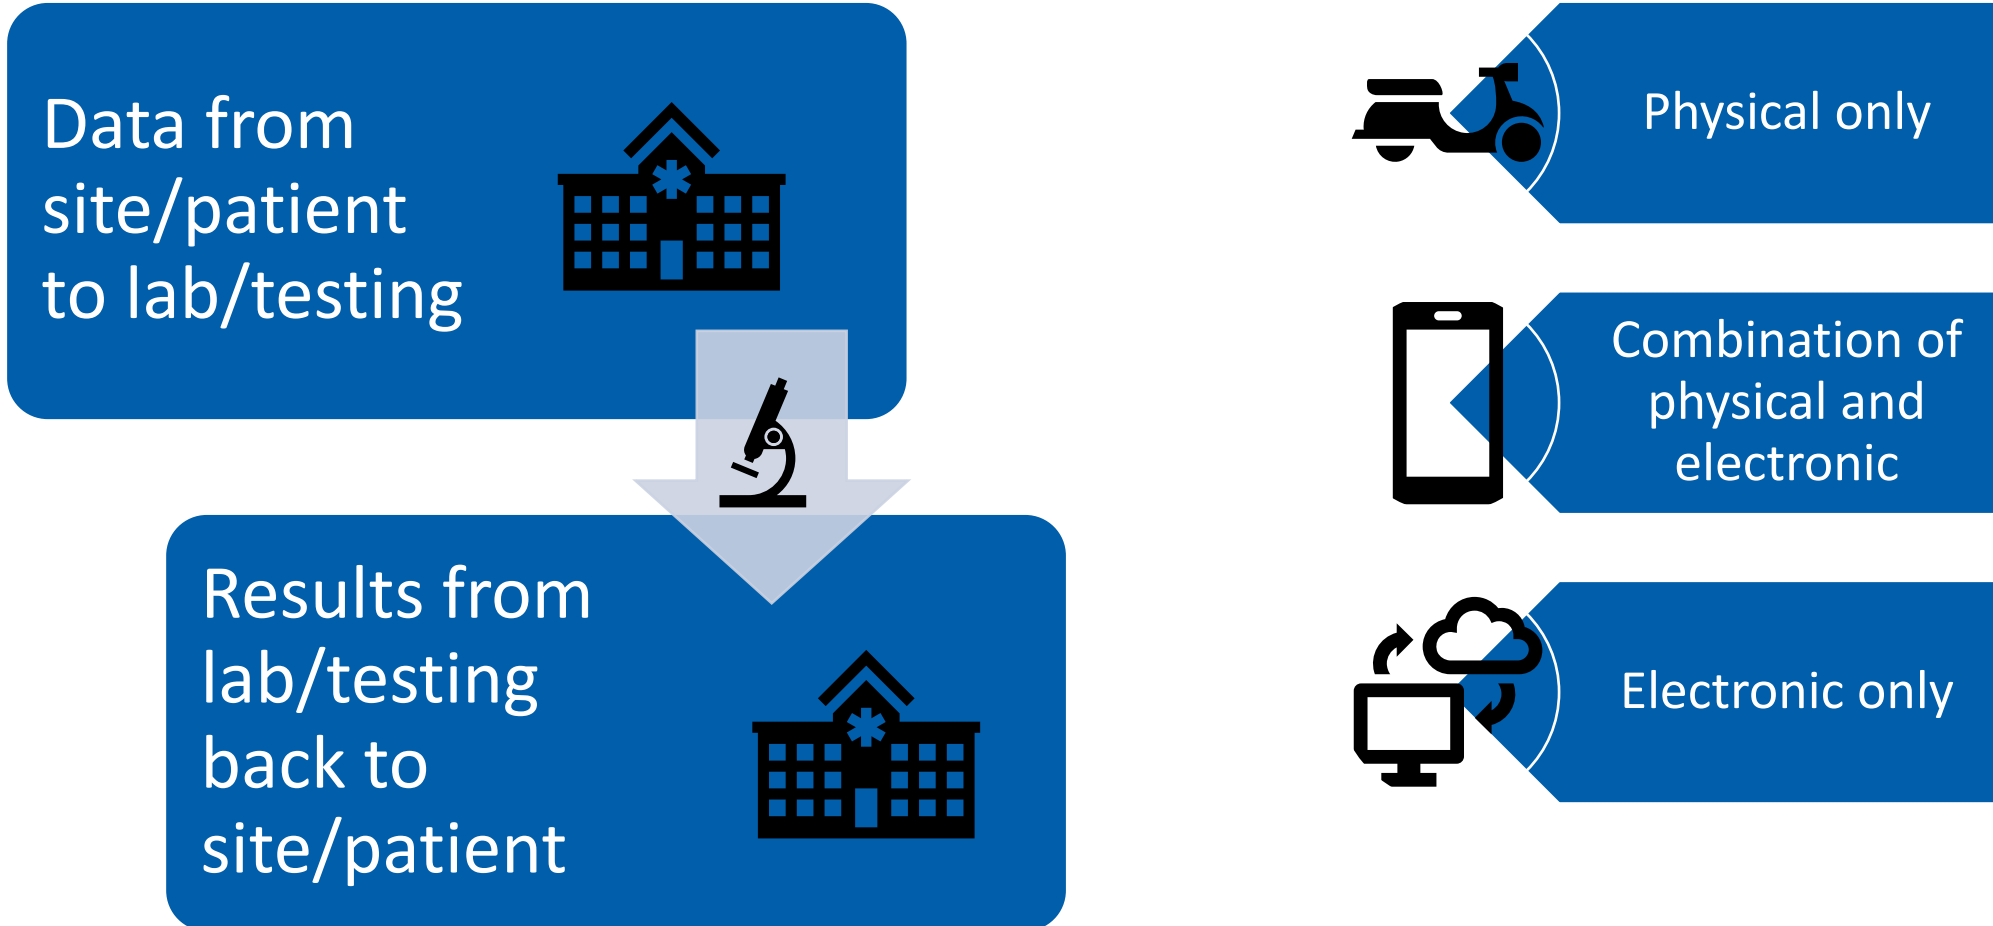 Data from
site/patient
to lab/testing
Results from
lab/testing
back to
site/patient
Physical only
Combination of
physical and
electronic
Electronic only